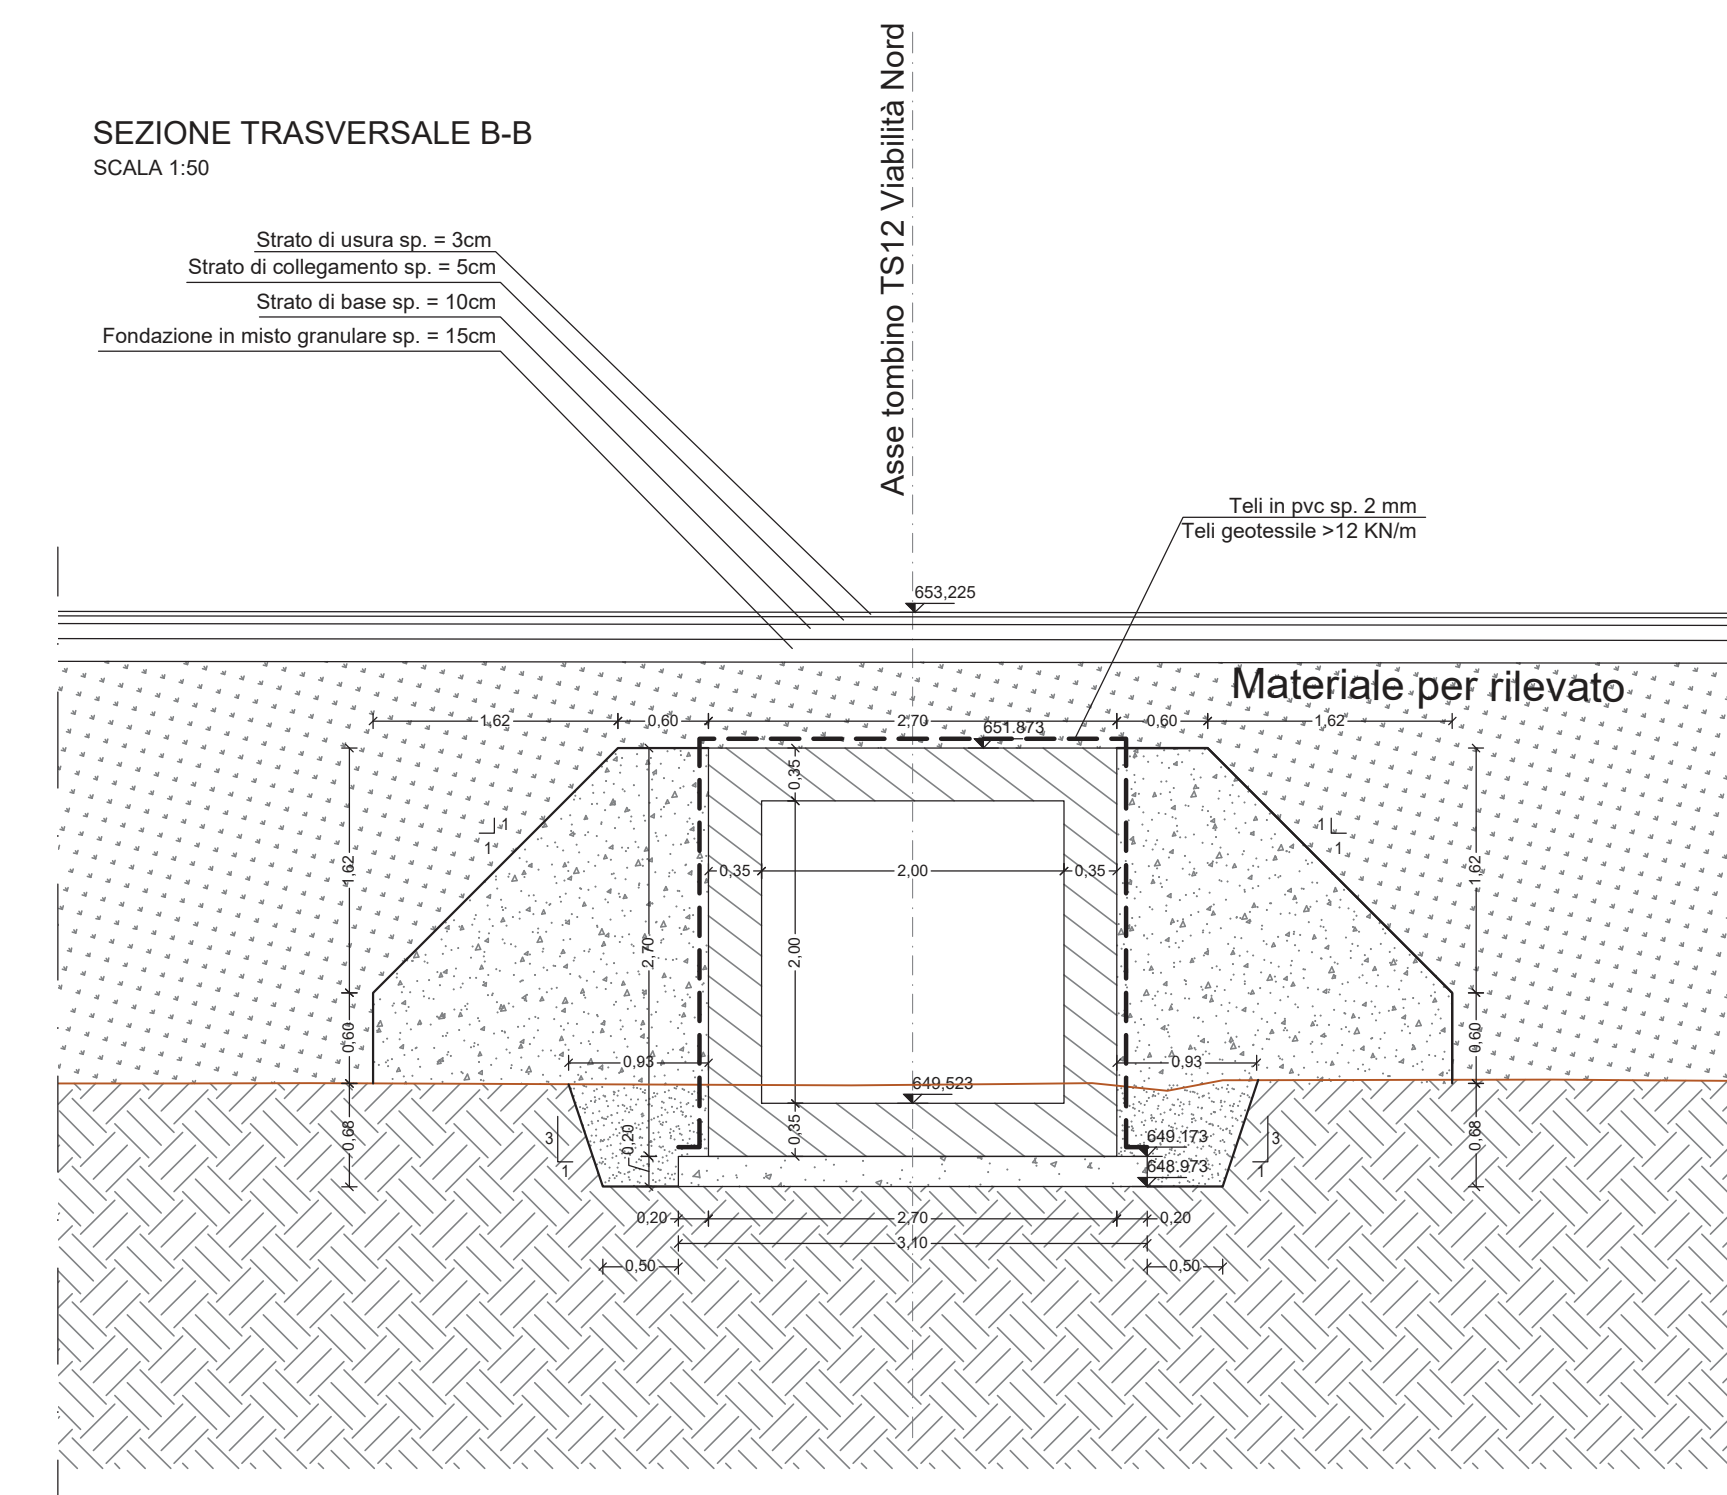 Asse tombino TS12 Viabilità Nord
SEZIONE TRASVERSALE B-B
SCALA 1:50
Strato di usura sp. = 3cm
Strato di collegamento sp. = 5cm
Strato di base sp. = 10cm
Fondazione in misto granulare sp. = 15cm
Teli in pvc sp. 2 mm
Teli geotessile >12 KN/m
653,225
Materiale per rilevato
1,62 0,60 2,70 0,60 1,62
651.873
0,35
1
1
1
1
1,62
0,35 2,00 0,35
1,62
2,70
2,00
0,60
0,60
0,93
0,93
649,523
0,68
3
1
0,20
0,35
649.173
648.973
3
1
0,68
0,20 2,70 0,20
3,10
0,50
0,50